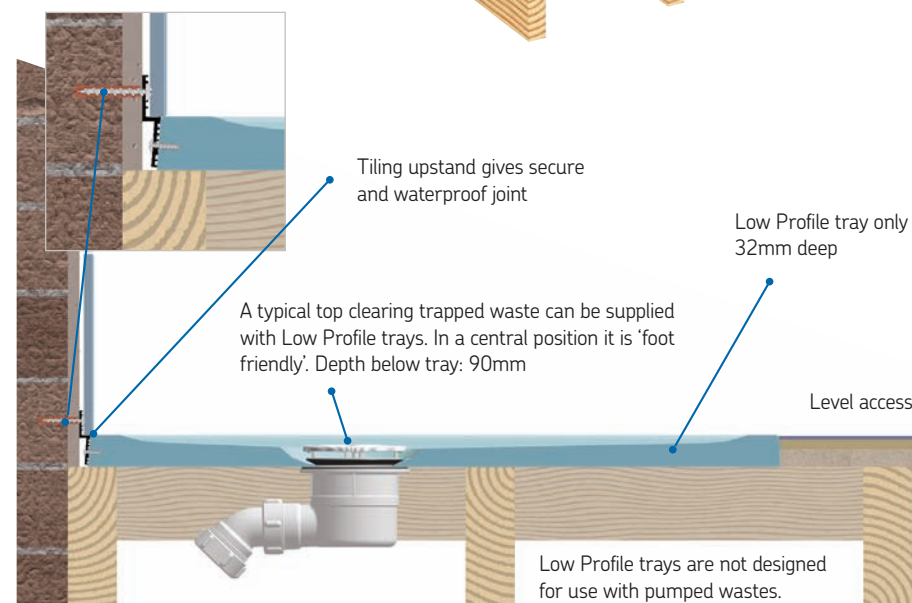 Tiling upstand gives secure
and waterproof joint
Low Profile tray only
32mm deep
A typical top clearing trapped waste can be supplied
with Low Profile trays. In a central position it is ‘foot
friendly’. Depth below tray: 90mm
Level access
Low Profile trays are not designed
for use with pumped wastes.